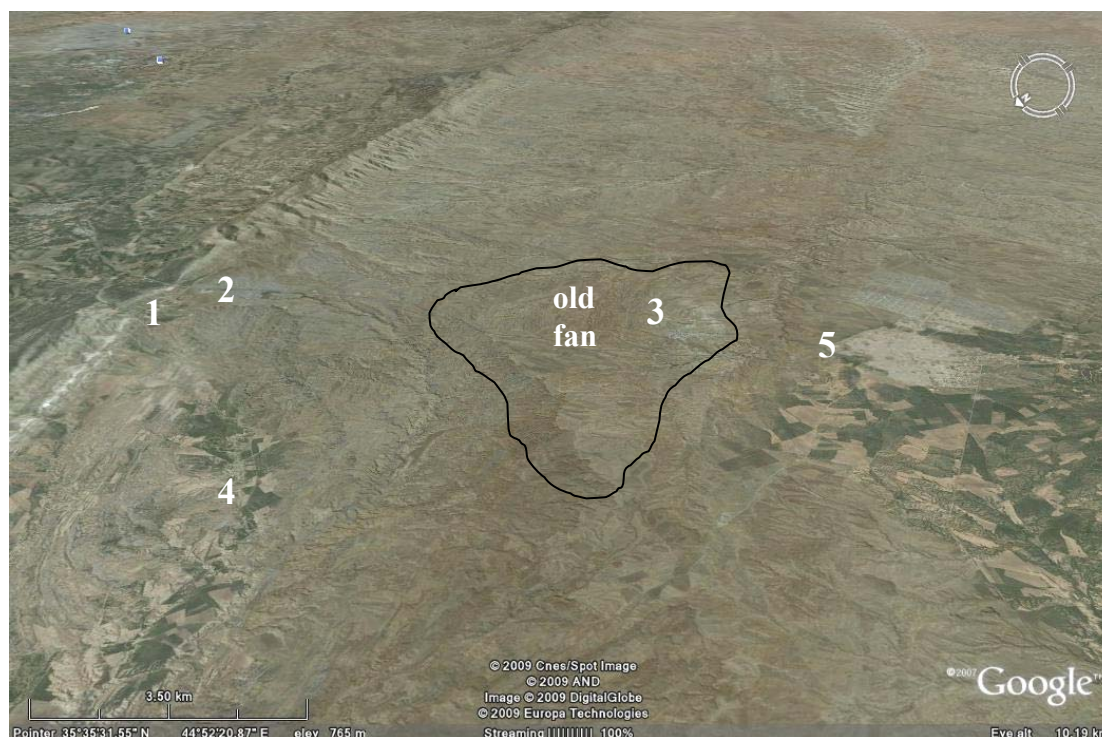 N
1
2
old
fan
3
5
4
© 2009 Cnes/Spot Image
© 2009 AND
Image © 2009 DigitalGlobe
© 2009 Europa Technologies
©2007 Google™
3.50 km
Pointer 35°35'31.55" N 44°52'20.87" E elev 765 m
Streaming |||||||||| 100%
Eye alt 10.19 km